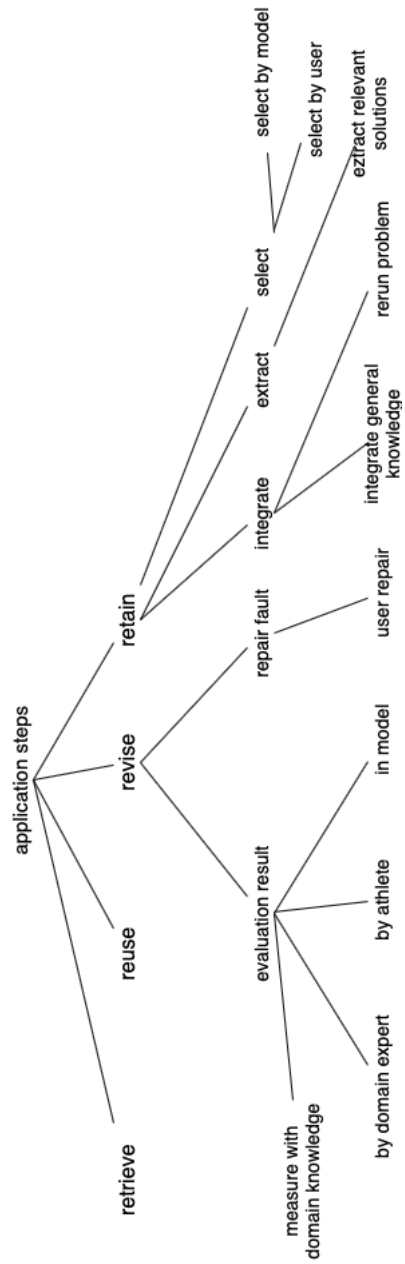 application steps
retrieve
reuse
revise
retain
evaluation result
repair fault
integrate
extract
select
measure with
domain knowledge
by domain expert
by athlete
in model
user repair
integrate general
knowledge
rerun problem
eztract relevant
solutions
select by user
select by model